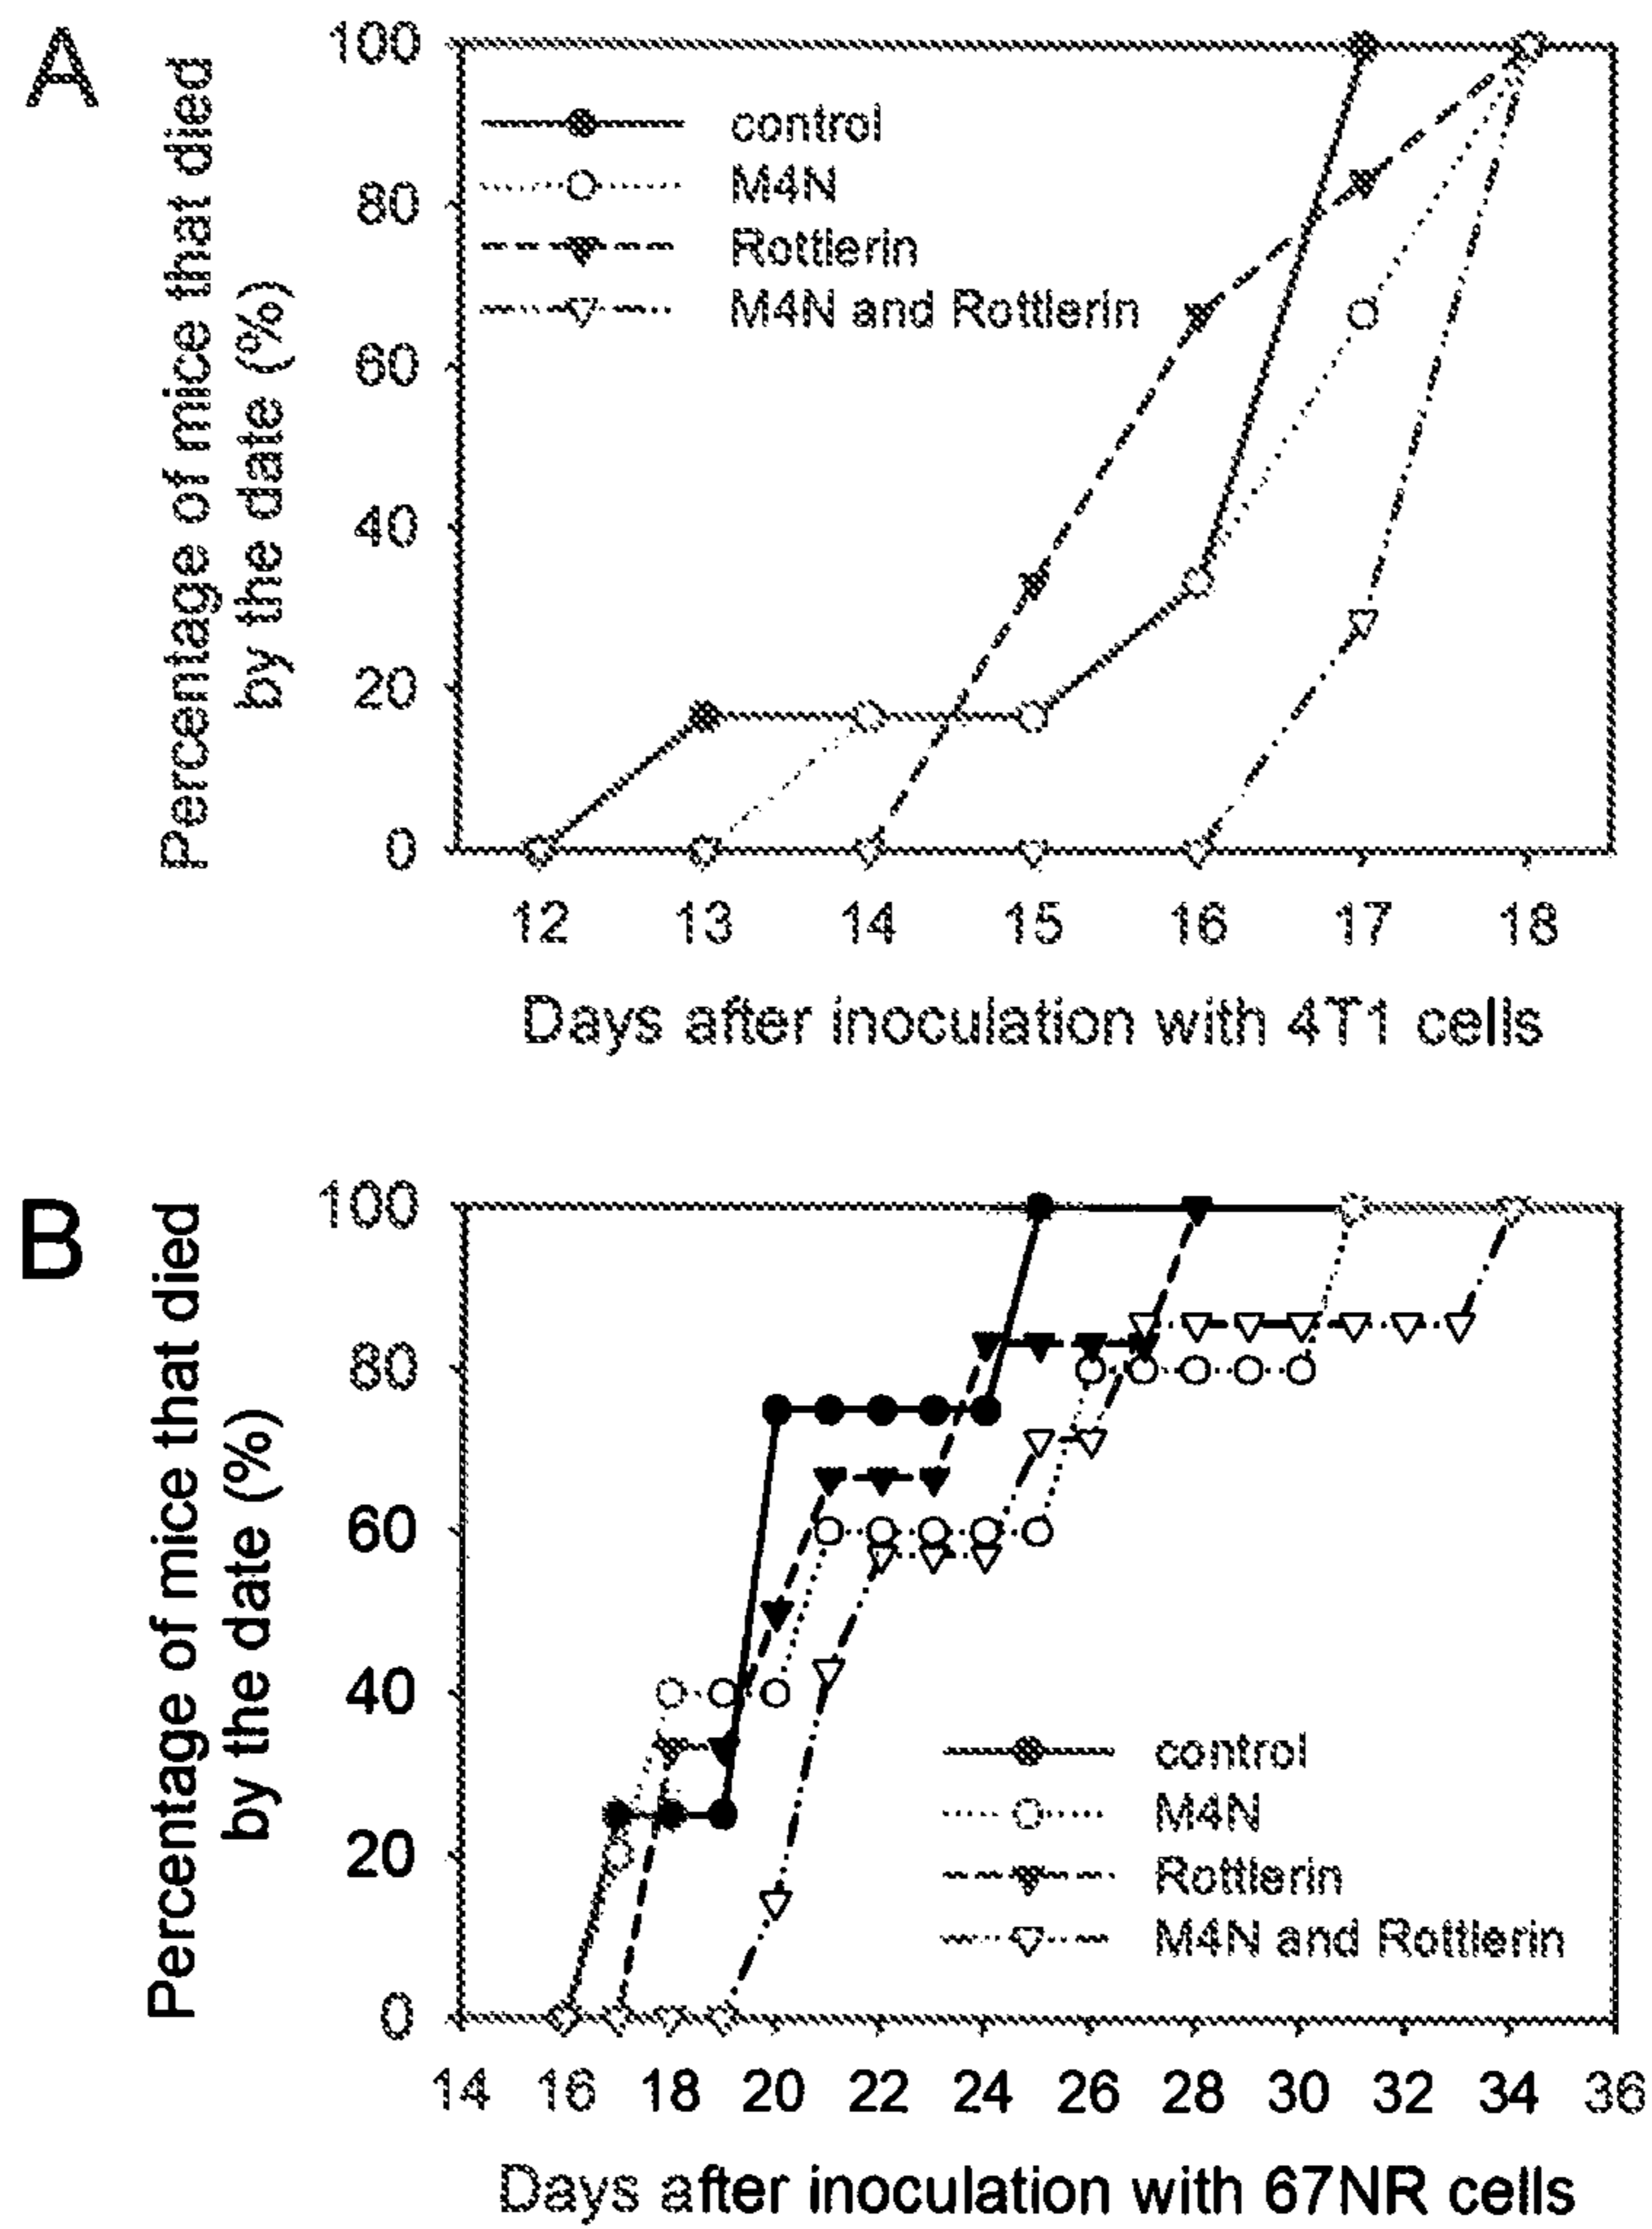 A
Percentage of mice that died
by the date (%)
100
80
60
40
20
0
control
M4N
Rottlerin
M4N and Rottlerin
12 13 14 15 16 17 18
Days after inoculation with 4T1 cells
B
Percentage of mice that died
by the date (%)
100
80
60
40
20
0
control
M4N
Rottlerin
M4N and Rottlerin
14 16 18 20 22 24 26 28 30 32 34 36
Days after inoculation with 67NR cells